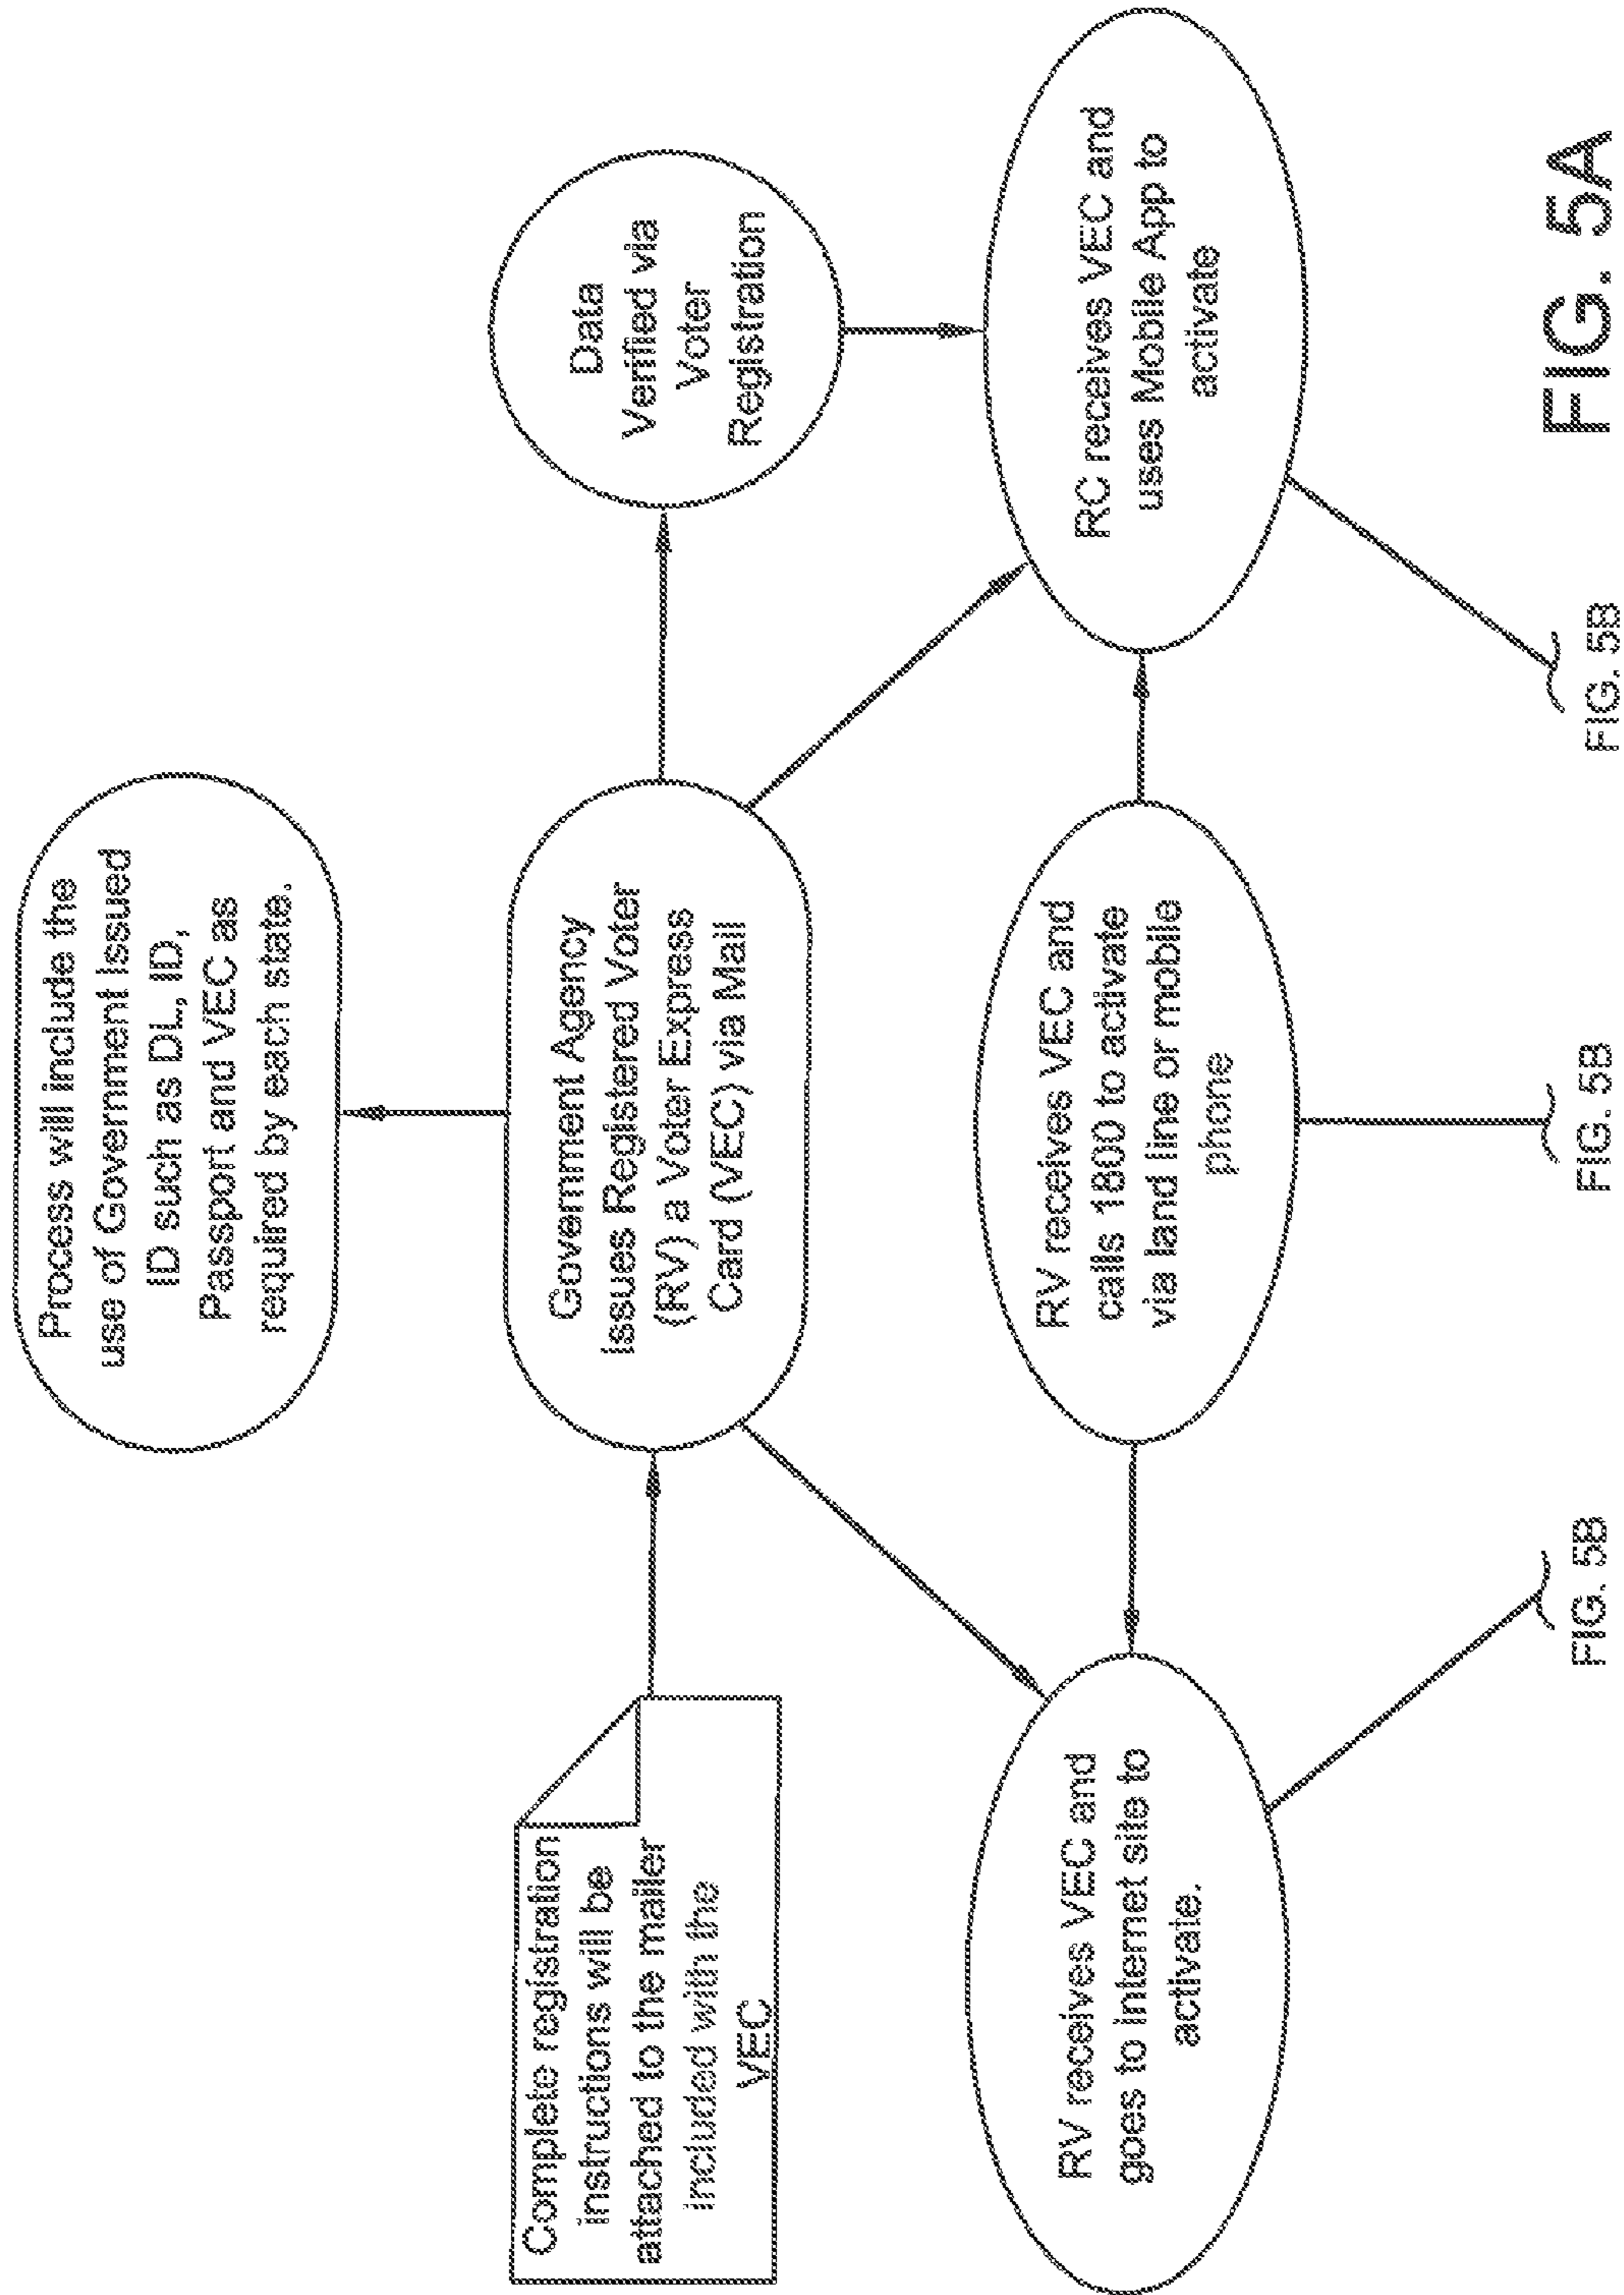 Process will include the
use of Government Issued
ID such as DL, ID,
Passport and VEC as
required by each state.
Complete registration
instructions will be
attached to the mailer
included with the
VEC
Government Agency
Issues Registered Voter
(RV) a Voter Express
Card (VEC) via Mail
Data
Verified via
Voter
Registration
RV receives VEC and
goes to Internet site to
activate.
RV receives VEC and
calls 1800 to activate
via land line or mobile
phone
RC receives VEC and
uses Mobile App to
activate
FIG. 5B
FIG. 5B
FIG. 5B
FIG. 5A